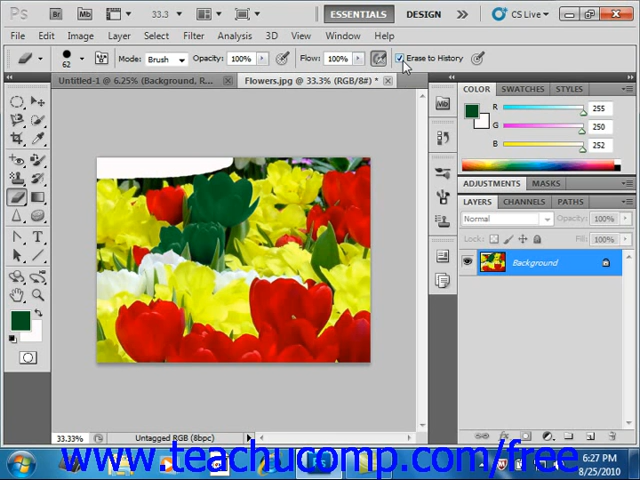 Ps Br Mb 33.3 ESSENTIALS DESIGN CS Live
File Edit Image Layer Select Filter Analysis 3D View Window Help
62 Mode: Brush Opacity: 100% Flow: 100% Erase to History
Untitled-1 @ 6.25% (Background, R... Flowers.jpg @ 33.3% (RGB/8#) *
COLOR SWATCHES STYLES
R 255
G 250
B 252
ADJUSTMENTS MASKS
LAYERS CHANNELS PATHS
Normal Opacity: 100%
Lock: Fill: 100%
Background
Mb
T
33.33% Untagged RGB (8bpc)
www.teachucomp.com/free
6:27 PM
8/25/2010